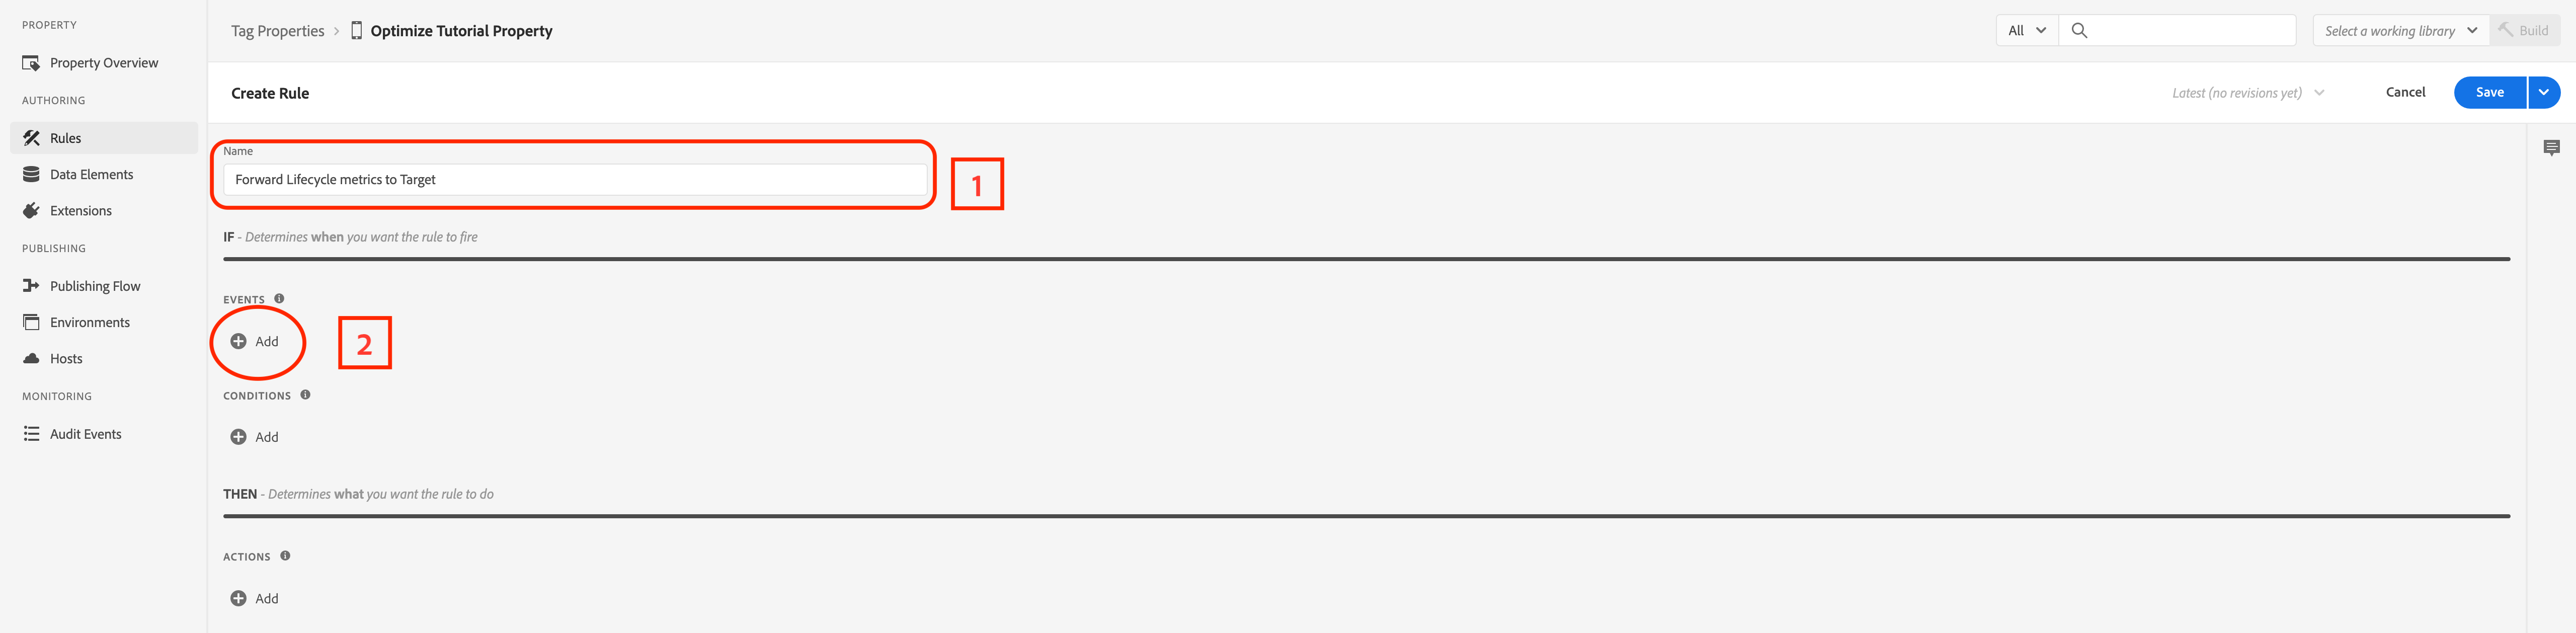 PROPERTY
Property Overview
AUTHORING
Rules
Data Elements
Extensions
PUBLISHING
Publishing Flow
Environments
Hosts
MONITORING
Audit Events
Tag Properties > Optimize Tutorial Property
All
Select a working library
Build
Create Rule
Latest (no revisions yet)
Cancel
Save
Name
Forward Lifecycle metrics to Target
1
IF - Determines when you want the rule to fire
EVENTS
Add
2
CONDITIONS
Add
THEN - Determines what you want the rule to do
ACTIONS
Add